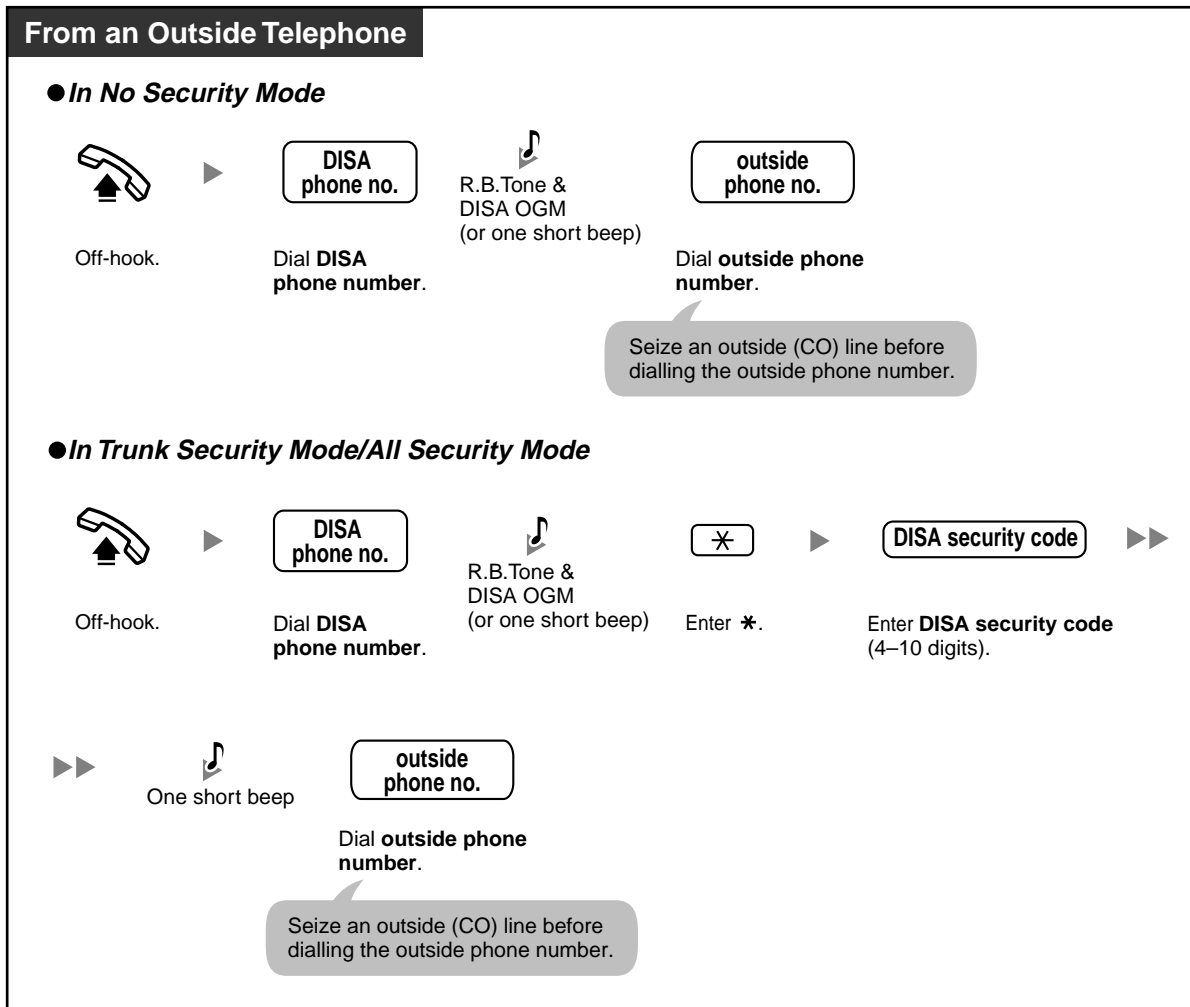 From an Outside Telephone
●In No Security Mode
DISA
phone no.
R.B.Tone &
DISA OGM
(or one short beep)
outside
phone no.
Off-hook.
Dial DISA
phone number.
Dial outside phone
number.
Seize an outside (CO) line before
dialling the outside phone number.
●In Trunk Security Mode/All Security Mode
DISA
phone no.
R.B.Tone &
DISA OGM
(or one short beep)
*
DISA security code
Off-hook.
Dial DISA
phone number.
Enter *.
Enter DISA security code
(4–10 digits).
One short beep
outside
phone no.
Dial outside phone
number.
Seize an outside (CO) line before
dialling the outside phone number.